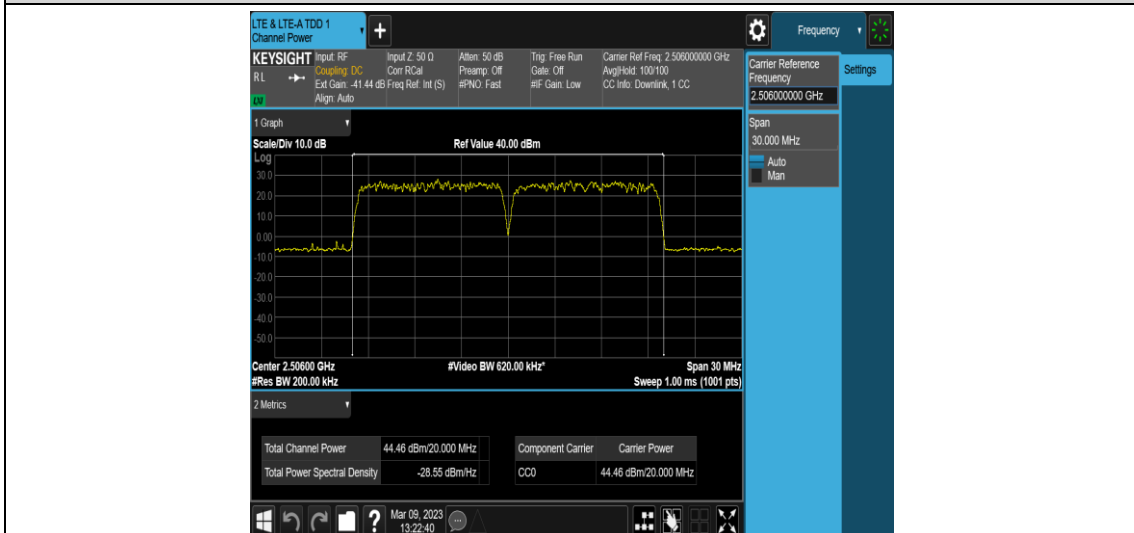 LTE & LTE-A TDD 1
Channel Power
+
Frequency
KEYSIGHT
R L
LXI
Input: RF
Coupling: DC
Ext Gain: -41.44 dB
Align: Auto
Input Z: 50 Ω
Corr RCal
Freq Ref: Int (S)
Atten: 50 dB
Preamp: Off
#PNO: Fast
Trig: Free Run
Gate: Off
#IF Gain: Low
Carrier Ref Freq: 2.506000000 GHz
Avg|Hold: 100/100
CC Info: Downlink, 1 CC
Carrier Reference
Frequency
2.506000000 GHz
Settings
Span
30.000 MHz
Auto
Man
1 Graph
Scale/Div 10.0 dB
Ref Value 40.00 dBm
Log
30.0
20.0
10.0
0.00
-10.0
-20.0
-30.0
-40.0
-50.0
Center 2.50600 GHz
#Video BW 620.00 kHz*
Span 30 MHz
#Res BW 200.00 kHz
Sweep 1.00 ms (1001 pts)
2 Metrics
Total Channel Power 44.46 dBm/20.000 MHz
Total Power Spectral Density -28.55 dBm/Hz
Component Carrier Carrier Power
CC0 44.46 dBm/20.000 MHz
?
Mar 09, 2023
13:22:40